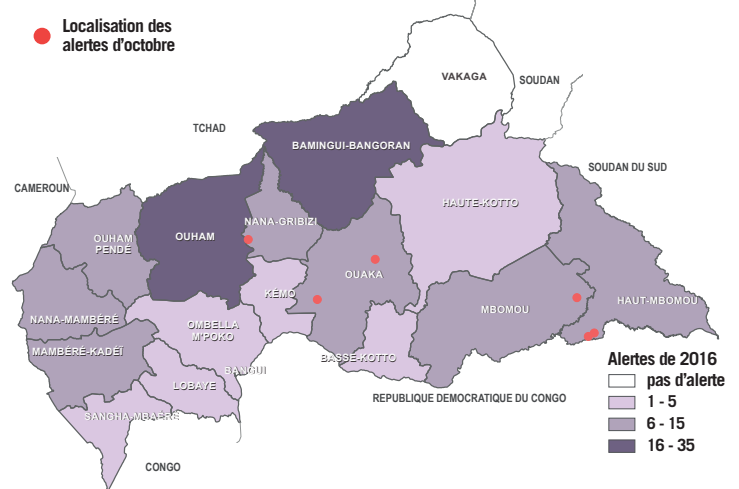 Localisation des
alertes d'octobre
VAKAGA
SOUDAN
TCHAD
BAMINGUI-BANGORAN
SOUDAN DU SUD
CAMEROUN
HAUTE-KOTTO
NANA-GRIBIZI
OUHAM
PENDÉ
OUHAM
OUAKA
KÉMO
HAUT-MBOMOU
MBOMOU
NANA-MAMBÉRÉ
OMBELLA
M'POKO
MAMBÉRÉ-KADÉÏ
BASSE-KOTTO
BANGUI
LOBAYE
SANGHA-MBAÉRÉ
REPUBLIQUE DEMOCRATIQUE DU CONGO
CONGO
Alertes de 2016
pas d'alerte
1 - 5
6 - 15
16 - 35